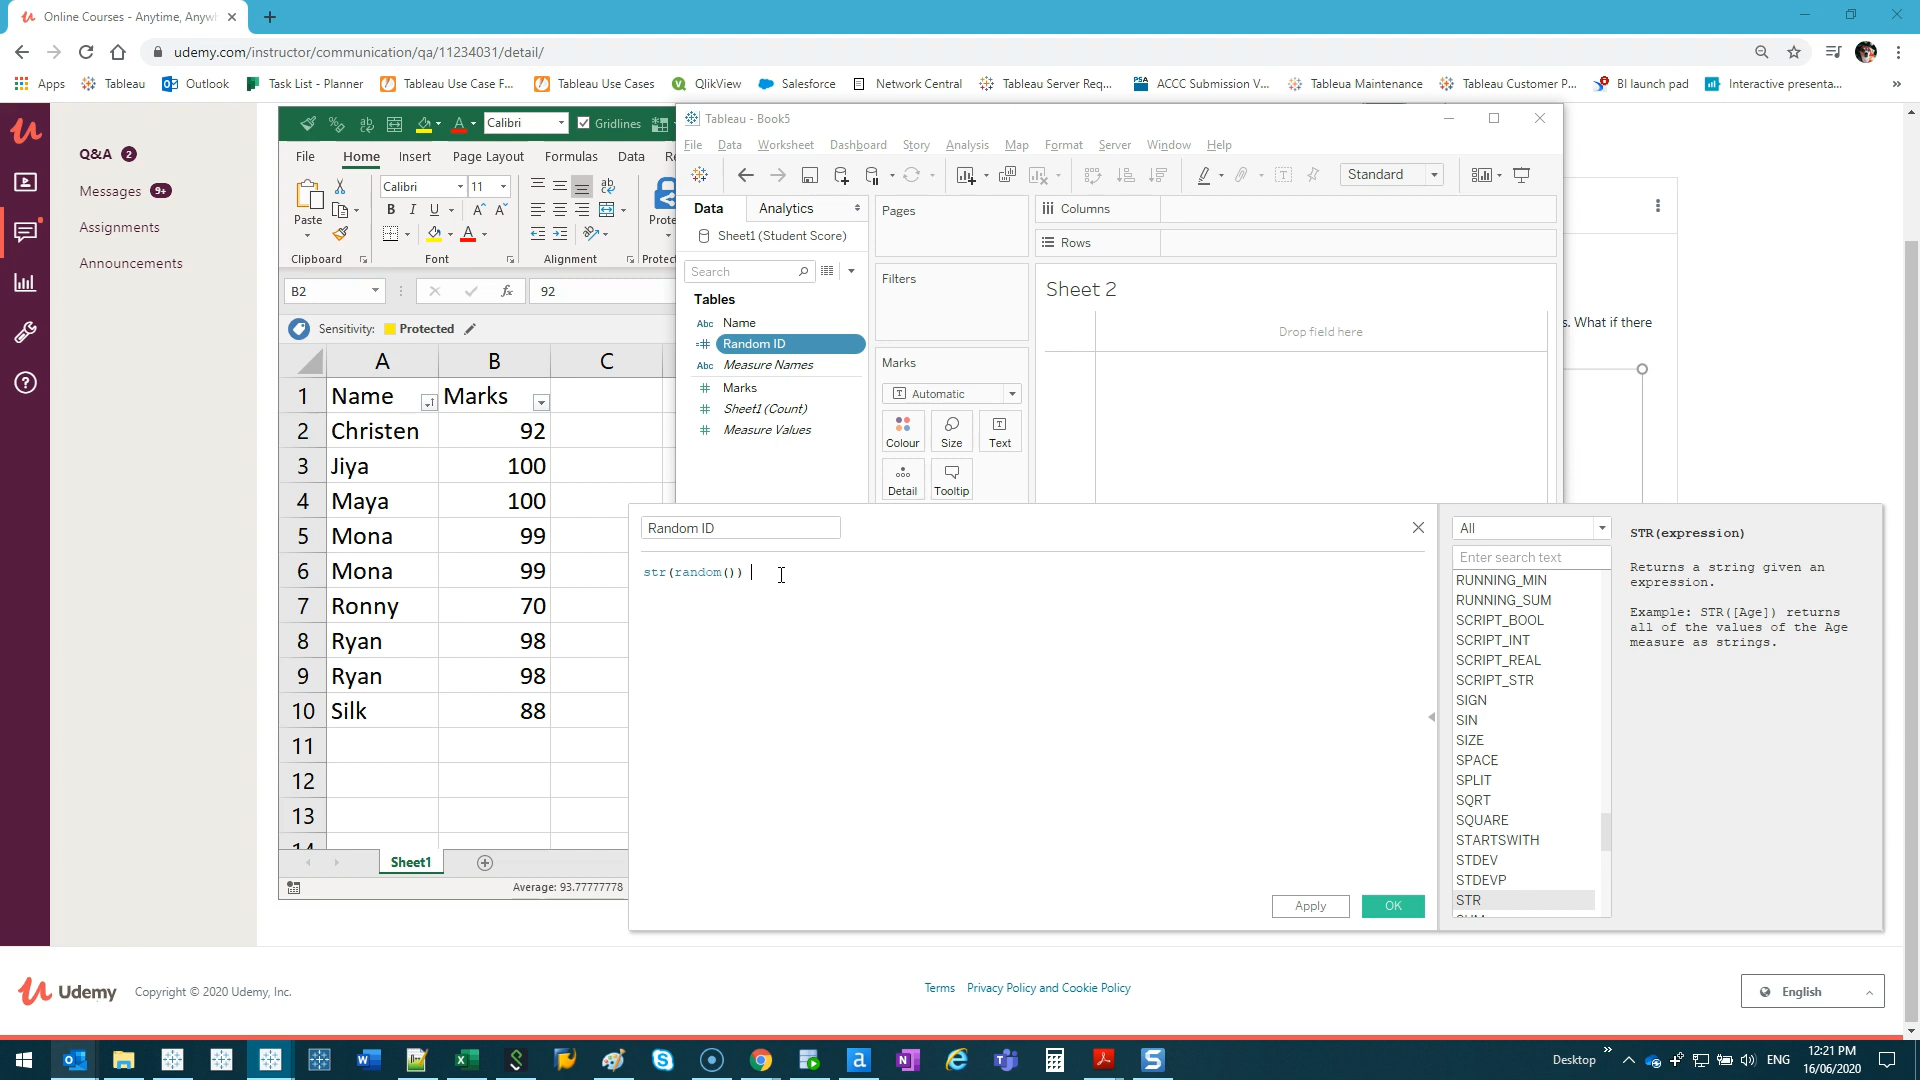 Online Courses - Anytime, Anywh
udemy.com/instructor/communication/qa/11234031/detail/
Apps
Tableau
Outlook
Task List - Planner
Tableau Use Case F...
Tableau Use Cases
QlikView
Salesforce
Network Central
Tableau Server Req...
PSA
ACCC Submission V...
Tableua Maintenance
Tableau Customer P...
BI launch pad
Interactive presenta...
»
Q&A 2
Messages 9+
Assignments
Announcements
Calibri
Gridlines
File Home Insert Page Layout Formulas Data Re
Calibri 11
Paste
B I U
Prote
Clipboard Font Alignment Protec
B2 fx 92
Sensitivity: Protected
A B C
1 Name Marks
2 Christen 92
3 Jiya 100
4 Maya 100
5 Mona 99
6 Mona 99
7 Ronny 70
8 Ryan 98
9 Ryan 98
10 Silk 88
11
12
13
14
Sheet1
Average: 93.77777778
Tableau - Book5
File Data Worksheet Dashboard Story Analysis Map Format Server Window Help
Standard
Data Analytics
Sheet1 (Student Score)
Search
Tables
Abc Name
Random ID
Abc Measure Names
Marks
Sheet1 (Count)
Measure Values
Pages
Filters
Marks
Automatic
Colour Size Text
Detail Tooltip
Columns
Rows
Sheet 2
Drop field here
s. What if there
Random ID
str(random())
Apply OK
All
Enter search text
RUNNING_MIN
RUNNING_SUM
SCRIPT_BOOL
SCRIPT_INT
SCRIPT_REAL
SCRIPT_STR
SIGN
SIN
SIZE
SPACE
SPLIT
SQRT
SQUARE
STARTSWITH
STDEV
STDEVP
STR
SUM
STR(expression)
Returns a string given an
expression.
Example: STR([Age]) returns
all of the values of the Age
measure as strings.
Udemy Copyright © 2020 Udemy, Inc.
Terms Privacy Policy and Cookie Policy
English
Desktop » ENG
12:21 PM
16/06/2020